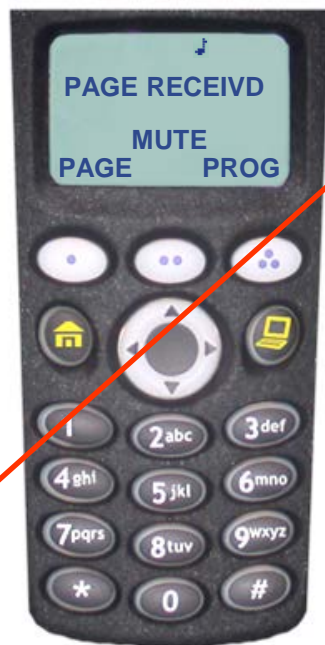 PAGE RECEIVD
MUTE
PAGE PROG
1
2abc 3def
4ghi 5jkl 6mno
7pqrs 8tuv 9wxyz
* 0 #